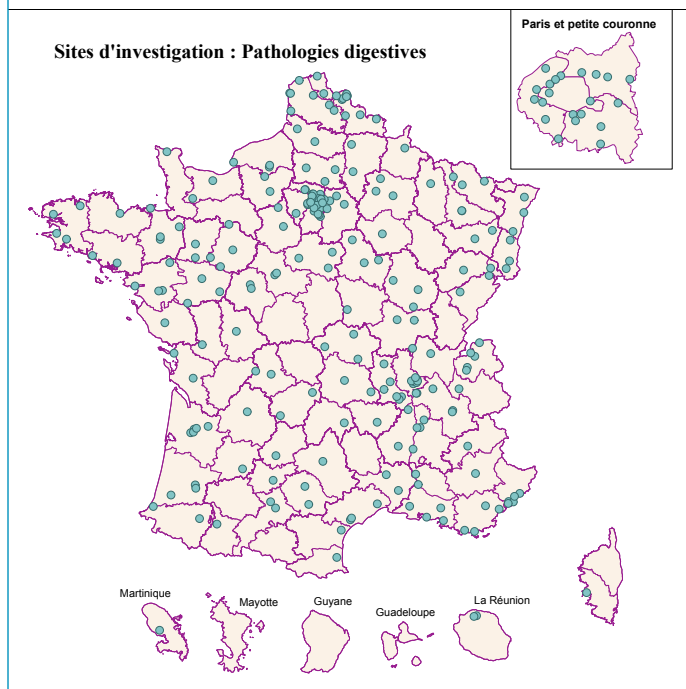 Paris et petite couronne
Sites d'investigation : Pathologies digestives
Martinique
Mayotte
Guyane
Guadeloupe
La Réunion